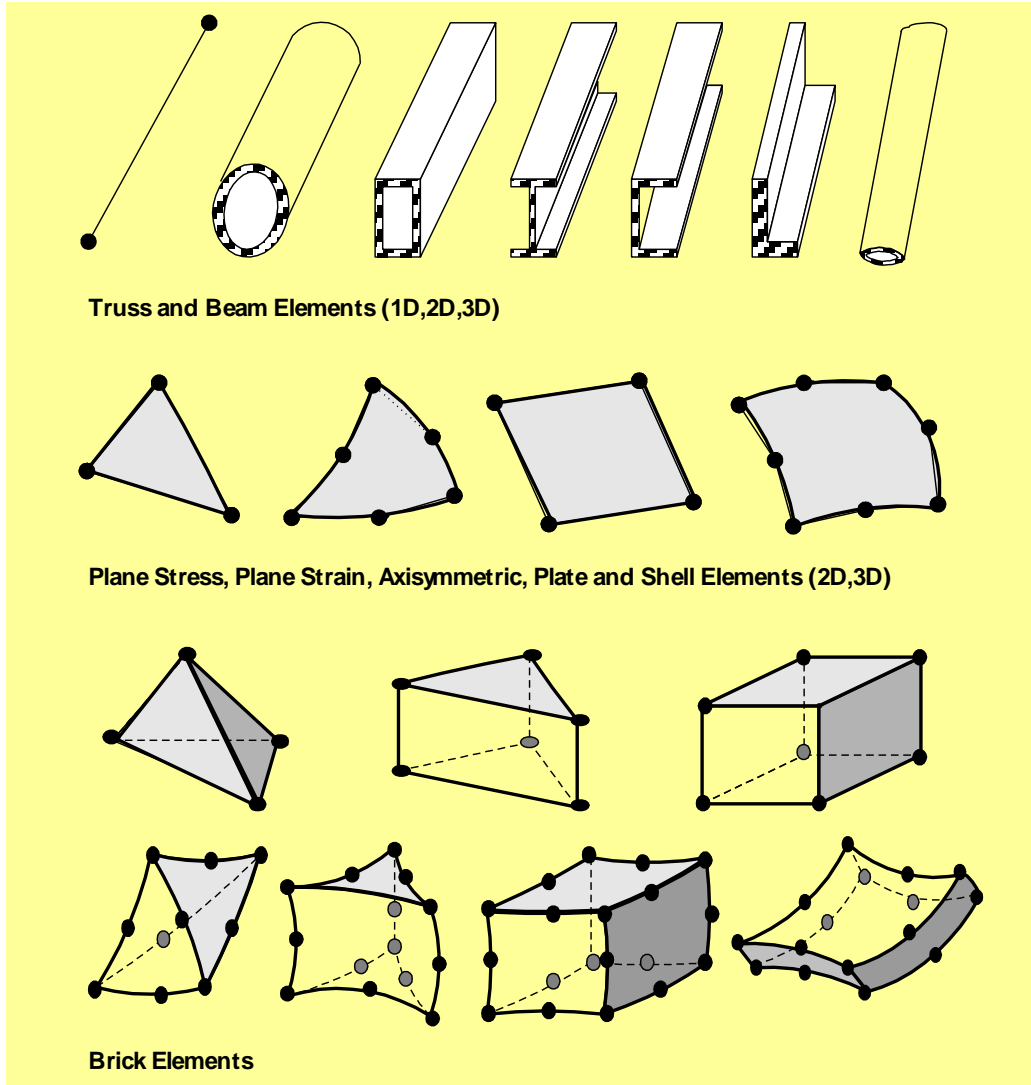 Truss and Beam Elements (1D,2D,3D)
Plane Stress, Plane Strain, Axisymmetric, Plate and Shell Elements (2D,3D)
Brick Elements